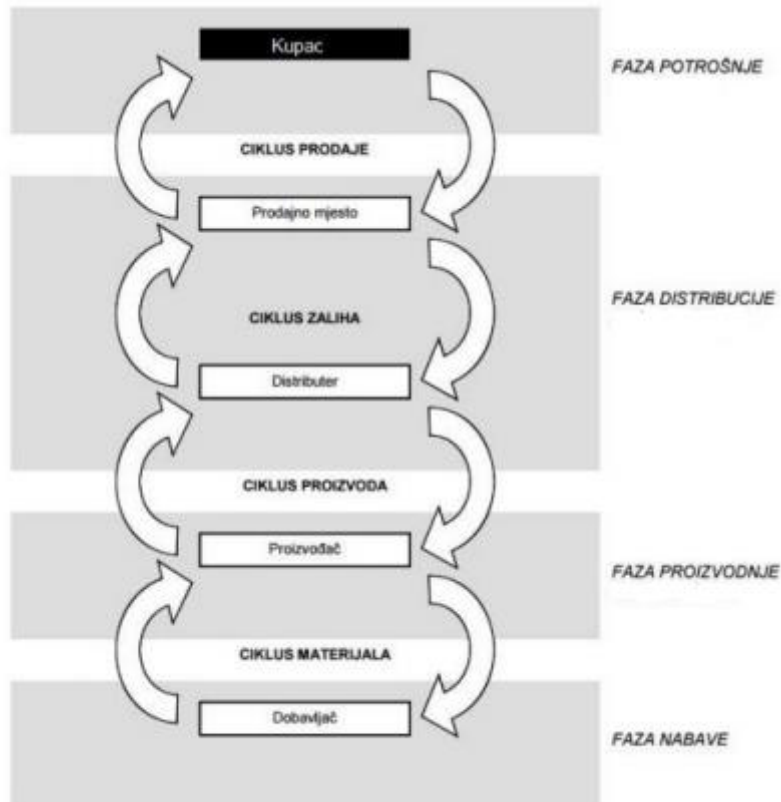 Kupac
FAZA POTROŠNJE
CIKLUS PRODAJE
Prodajno mjesto
FAZA DISTRIBUCIJE
CIKLUS ZALIHA
Distributer
CIKLUS PROIZVODA
Proizvođač
FAZA PROIZVODNJE
CIKLUS MATERIJALA
Dobavljač
FAZA NABAVE